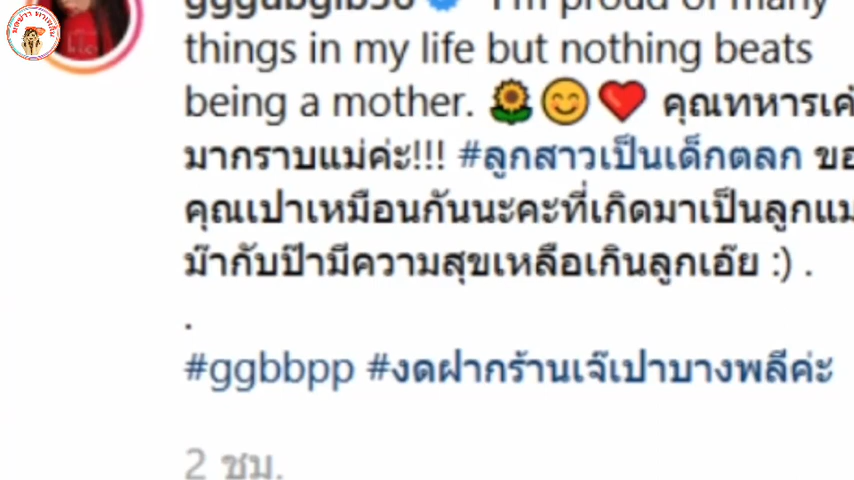 I'm proud of many
things in my life but nothing beats
being a mother. 🌻😊❤️ คุณทหารเค้
มากราบแม่ค่ะ!!! #ลูกสาวเป็นเด็กตลก ขอ
คุณเปาเหมือนกันนะคะที่เกิดมาเป็นลูกแม
ม๊ากับป๊ามีความสุขเหลือเกินลูกเอ๊ย :) .
.
#ggbbpp #งดฝากร้านเจ๊เปาบางพลีค่ะ
2 ชม.